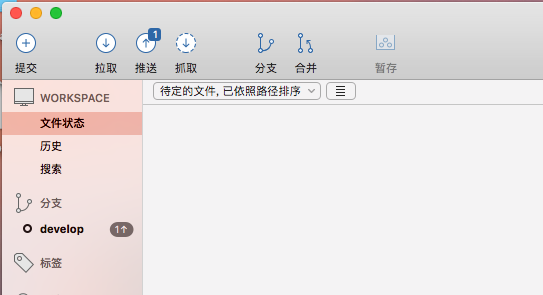 1
提交 拉取 推送 抓取 分支 合并 暂存
WORKSPACE
待定的文件, 已依照路径排序
文件状态
历史
搜索
分支
develop 1↑
标签